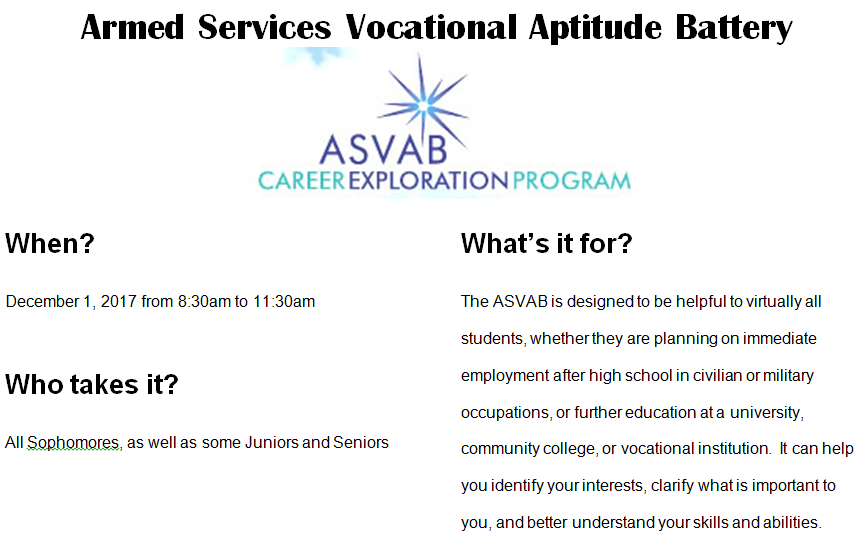 Armed Services Vocational Aptitude Battery
ASVAB
CAREER EXPLORATION PROGRAM
When?
December 1, 2017 from 8:30am to 11:30am
Who takes it?
All Sophomores, as well as some Juniors and Seniors
What's it for?
The ASVAB is designed to be helpful to virtually all
students, whether they are planning on immediate
employment after high school in civilian or military
occupations, or further education at a university,
community college, or vocational institution. It can help
you identify your interests, clarify what is important to
you, and better understand your skills and abilities.